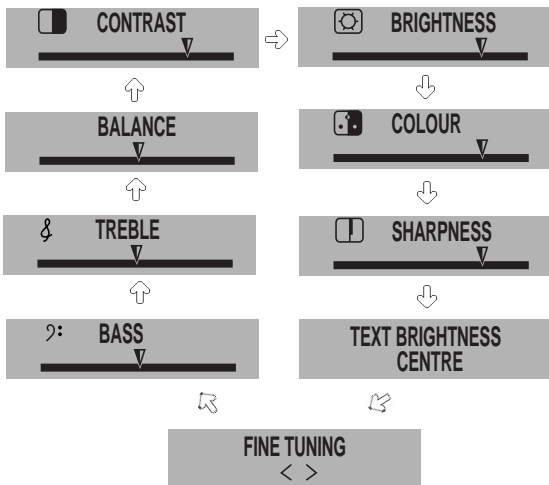 CONTRAST
BRIGHTNESS
BALANCE
COLOUR
TREBLE
SHARPNESS
BASS
TEXT BRIGHTNESS
CENTRE
FINE TUNING
< >